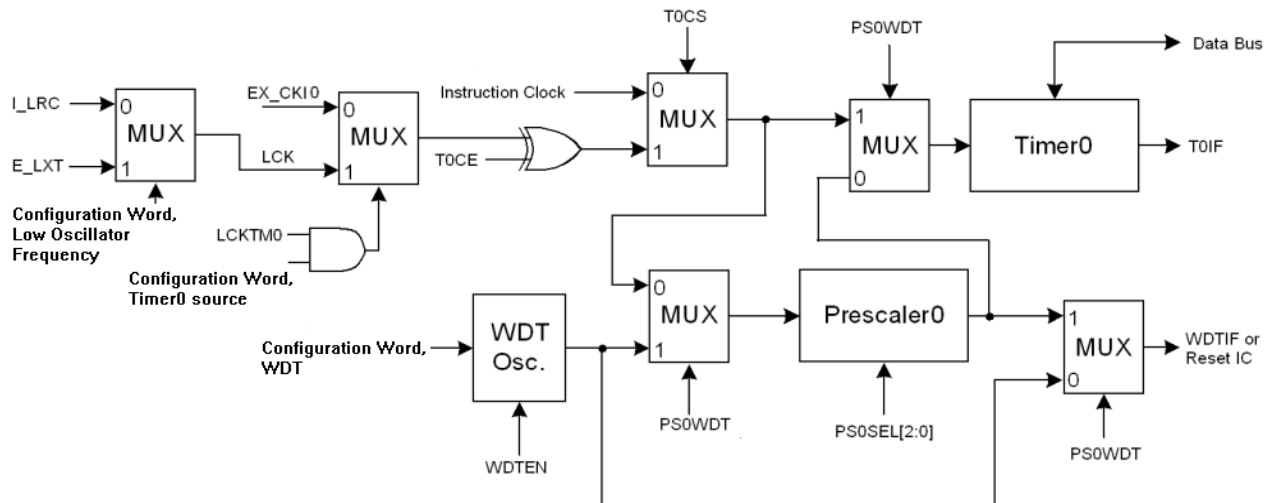 T0CS
PS0WDT
Data Bus
I_LRC
0
MUX
1
E_LXT
EX_CKI0
0
MUX
LCK
1
T0CE
Instruction Clock
0
MUX
1
1
MUX
0
Timer0
T0IF
Configuration Word,
Low Oscillator
Frequency
LCKTM0
Configuration Word,
Timer0 source
Configuration Word,
WDT
WDT
Osc.
WDTEN
0
MUX
1
PS0WDT
Prescaler0
PS0SEL[2:0]
1
MUX
0
WDTIF or
Reset IC
PS0WDT